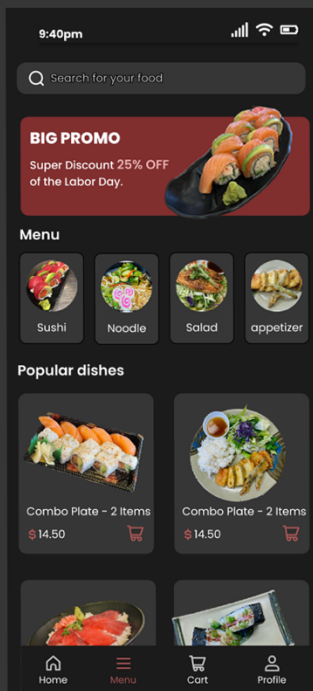 9:40pm
Search for your food
BIG PROMO
Super Discount 25% OFF
of the Labor Day.
Menu
Sushi
Noodle
Salad
appetizer
Popular dishes
Combo Plate - 2 Items
Combo Plate - 2 Items
$ 14.50
$ 14.50
Home
Menu
Cart
Profile